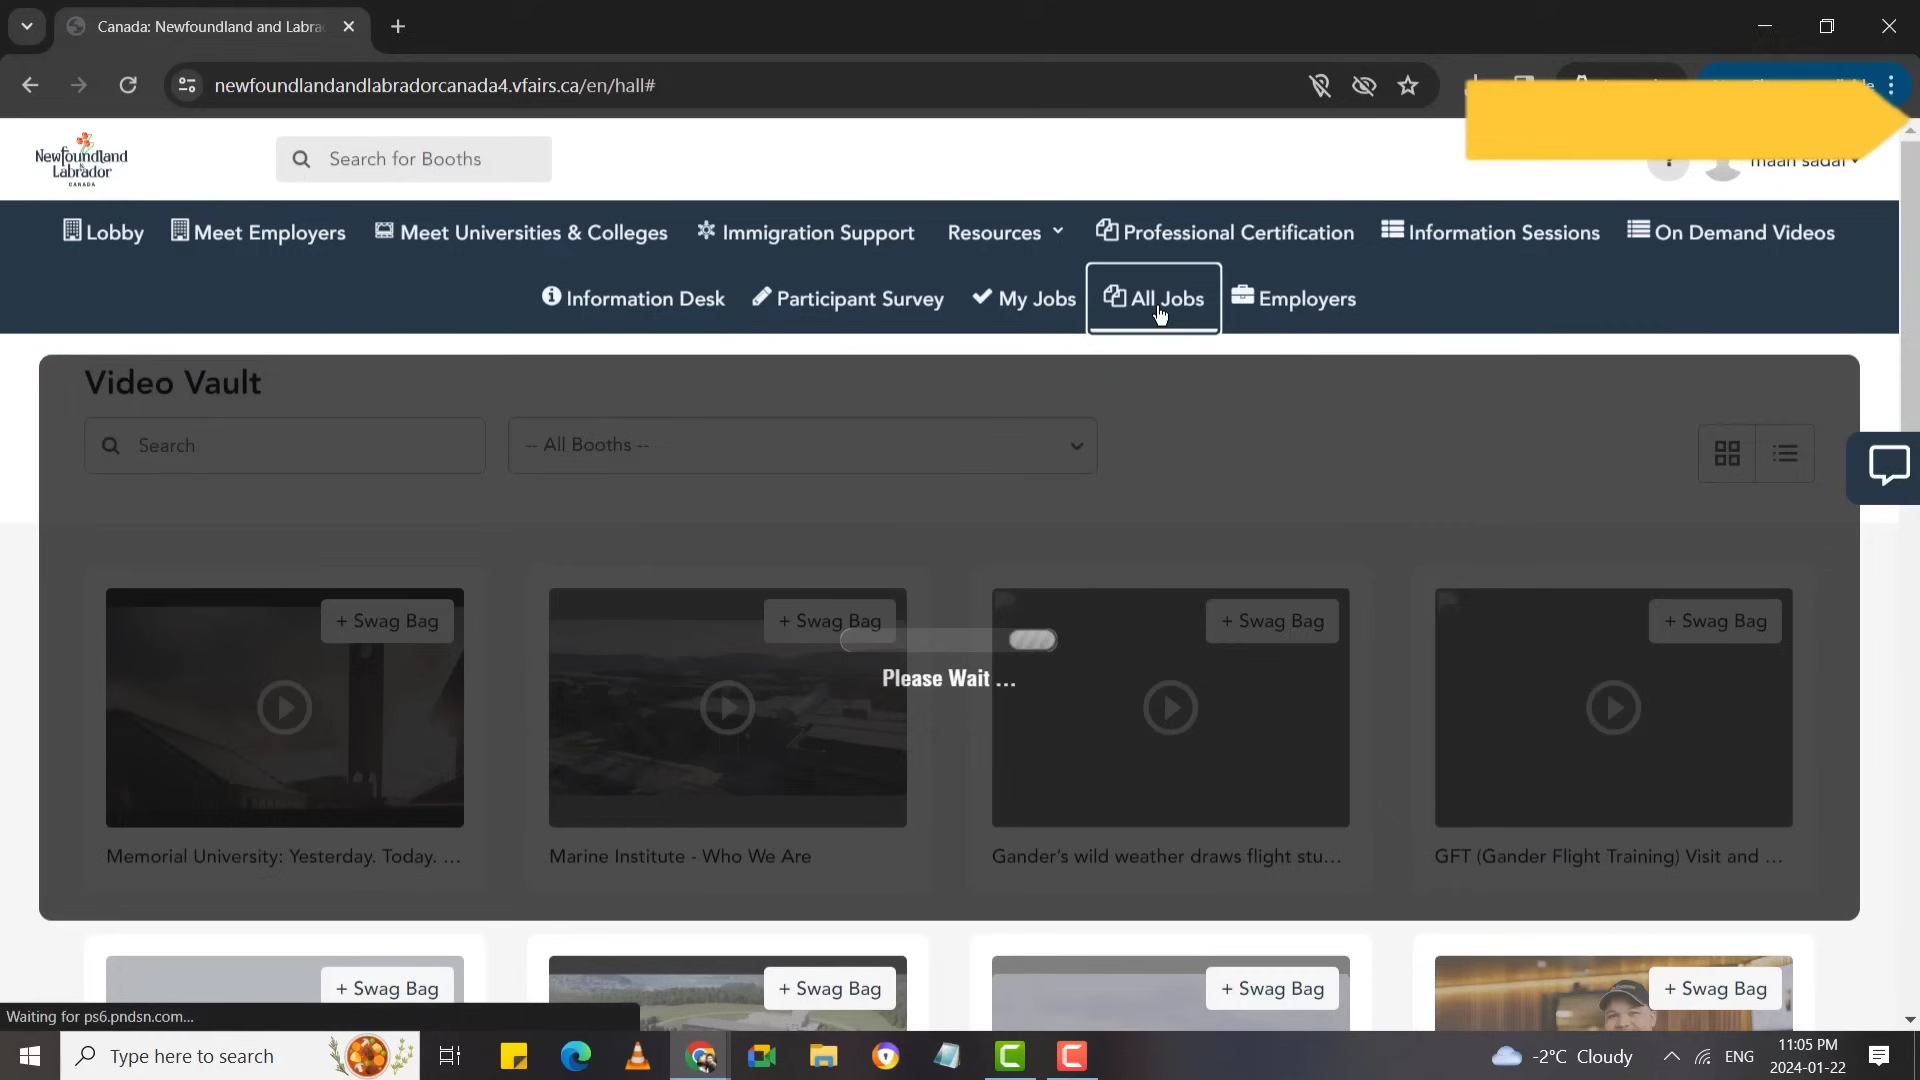 Canada: Newfoundland and Labra
newfoundlandandlabradorcanada4.vfairs.ca/en/hall#
Newfoundland
Labrador
CANADA
Search for Booths
?
maan sadat
Lobby
Meet Employers
Meet Universities & Colleges
Immigration Support
Resources
Professional Certification
Information Sessions
On Demand Videos
Information Desk
Participant Survey
My Jobs
All Jobs
Employers
Video Vault
Search
-- All Booths --
+ Swag Bag
+ Swag Bag
+ Swag Bag
+ Swag Bag
Please Wait ...
Memorial University: Yesterday. Today. ...
Marine Institute - Who We Are
Gander's wild weather draws flight stu...
GFT (Gander Flight Training) Visit and ...
+ Swag Bag
+ Swag Bag
+ Swag Bag
+ Swag Bag
Waiting for ps6.pndsn.com...
Type here to search
-2°C Cloudy
ENG
11:05 PM
2024-01-22